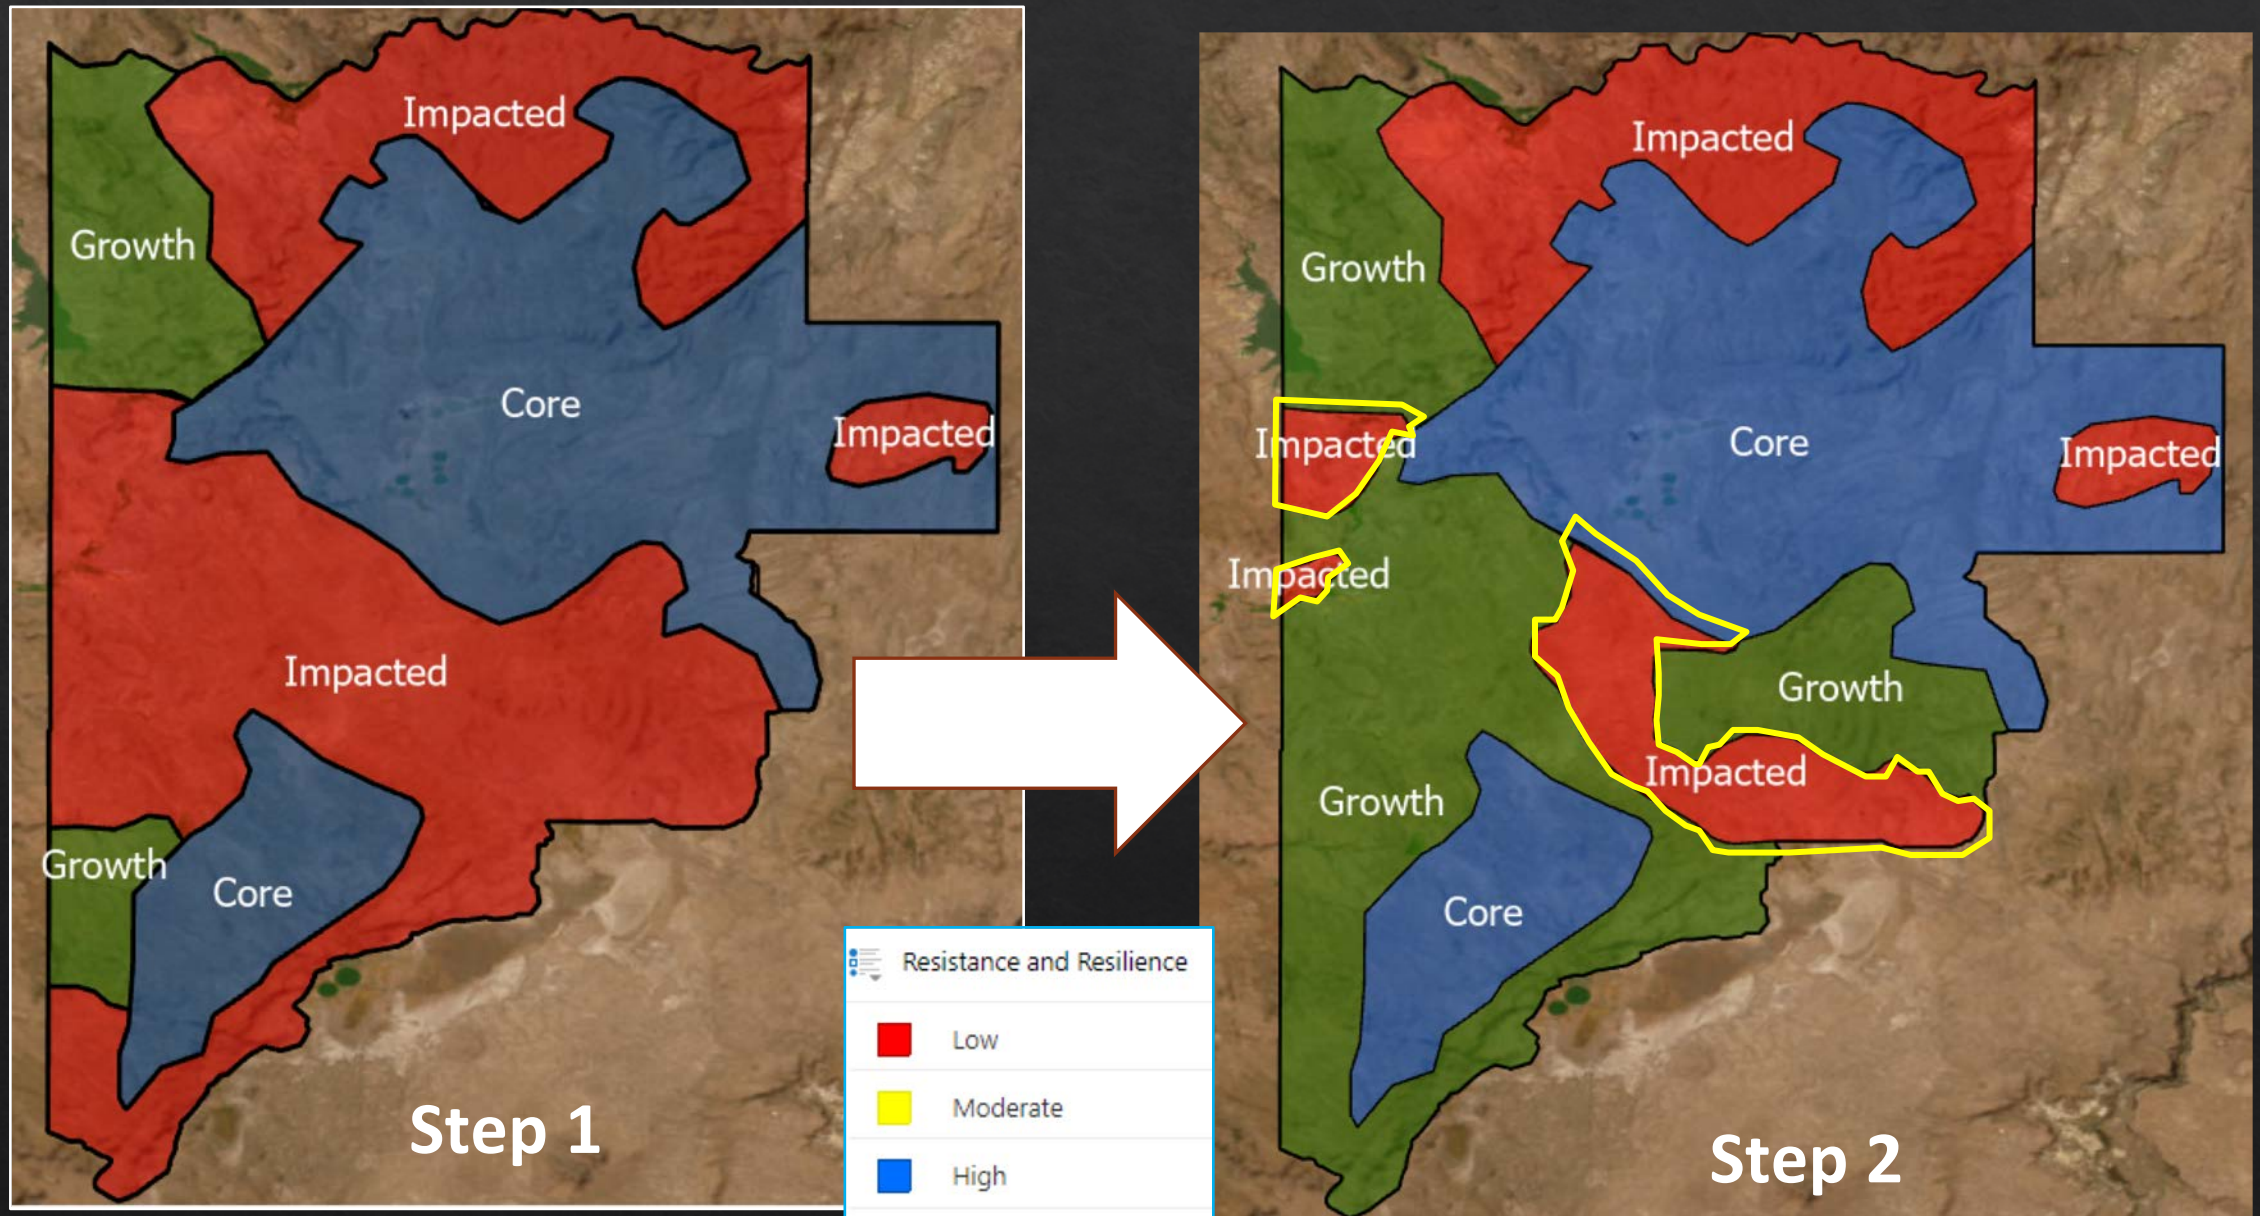 Impacted
Growth
Core
Impacted
Impacted
Growth
Core
Step 1
Resistance and Resilience
Low
Moderate
High
Impacted
Growth
Impacted
Core
Impacted
Impacted
Growth
Impacted
Growth
Core
Step 2